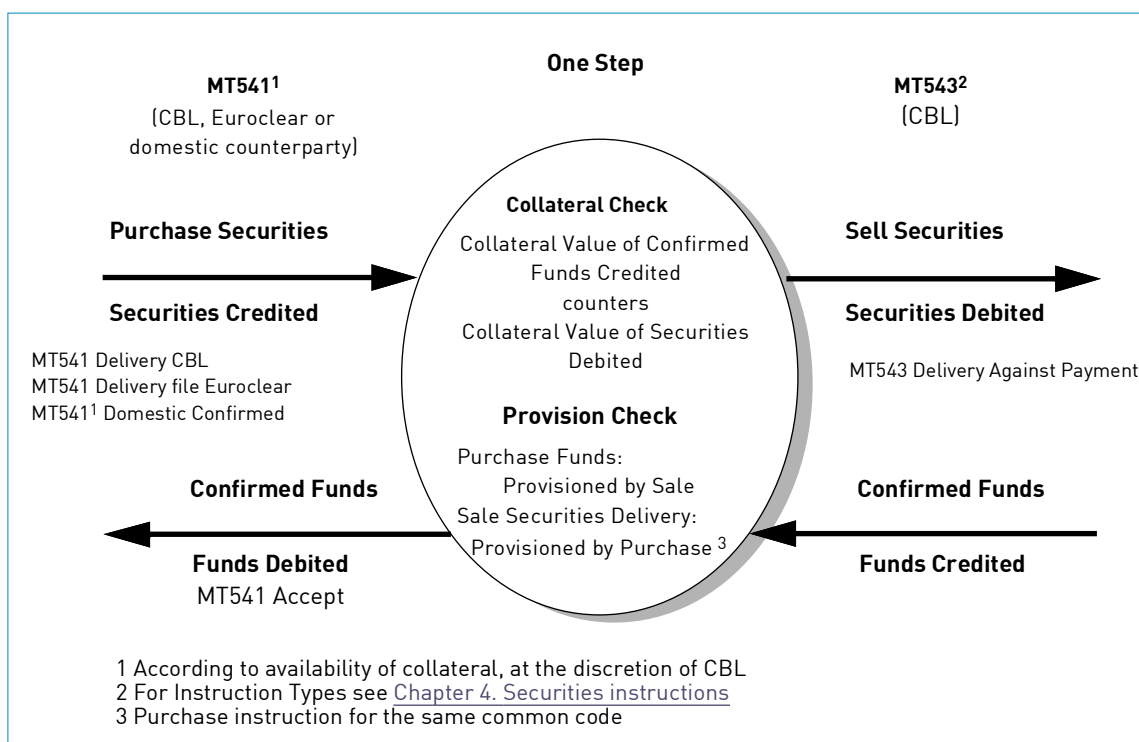 One Step
MT541¹
(CBL, Euroclear or
domestic counterparty)
MT543²
(CBL)
Purchase Securities
Securities Credited
MT541 Delivery CBL
MT541 Delivery file Euroclear
MT541¹ Domestic Confirmed
Confirmed Funds
Funds Debited
MT541 Accept
Collateral Check
Collateral Value of Confirmed
Funds Credited
counters
Collateral Value of Securities
Debited
Provision Check
Purchase Funds:
Provisioned by Sale
Sale Securities Delivery:
Provisioned by Purchase ³
Sell Securities
Securities Debited
MT543 Delivery Against Payment
Confirmed Funds
Funds Credited
1 According to availability of collateral, at the discretion of CBL
2 For Instruction Types see Chapter 4. Securities instructions
3 Purchase instruction for the same common code